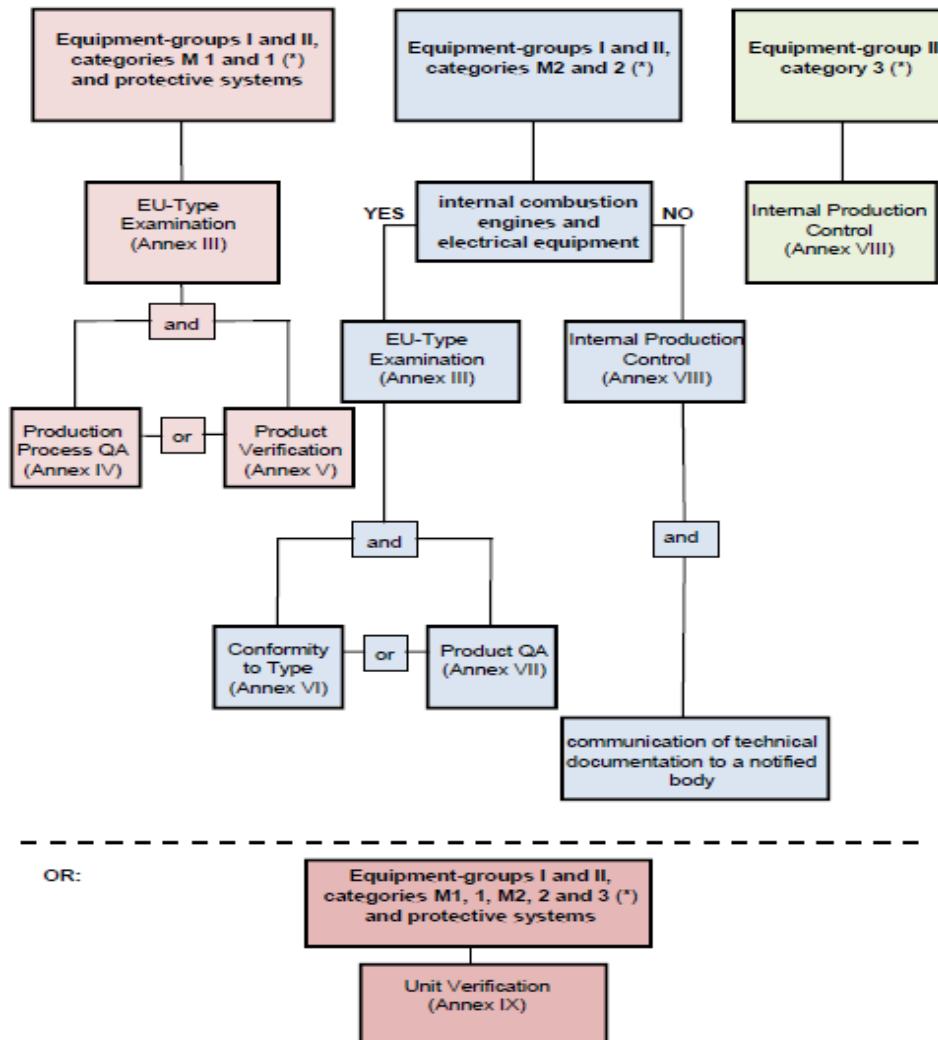 Equipment-groups I and II,
categories M 1 and 1 (*)
and protective systems
Equipment-groups I and II,
categories M2 and 2 (*)
Equipment-group II
category 3 (*)
EU-Type
Examination
(Annex III)
YES
internal combustion
engines and
electrical equipment
NO
Internal Production
Control
(Annex VIII)
and
EU-Type
Examination
(Annex III)
Internal Production
Control
(Annex VIII)
Production
Process QA
(Annex IV)
or
Product
Verification
(Annex V)
and
and
Conformity
to Type
(Annex VI)
or
Product QA
(Annex VII)
communication of technical
documentation to a notified
body
OR:
Equipment-groups I and II,
categories M1, 1, M2, 2 and 3 (*)
and protective systems
Unit Verification
(Annex IX)